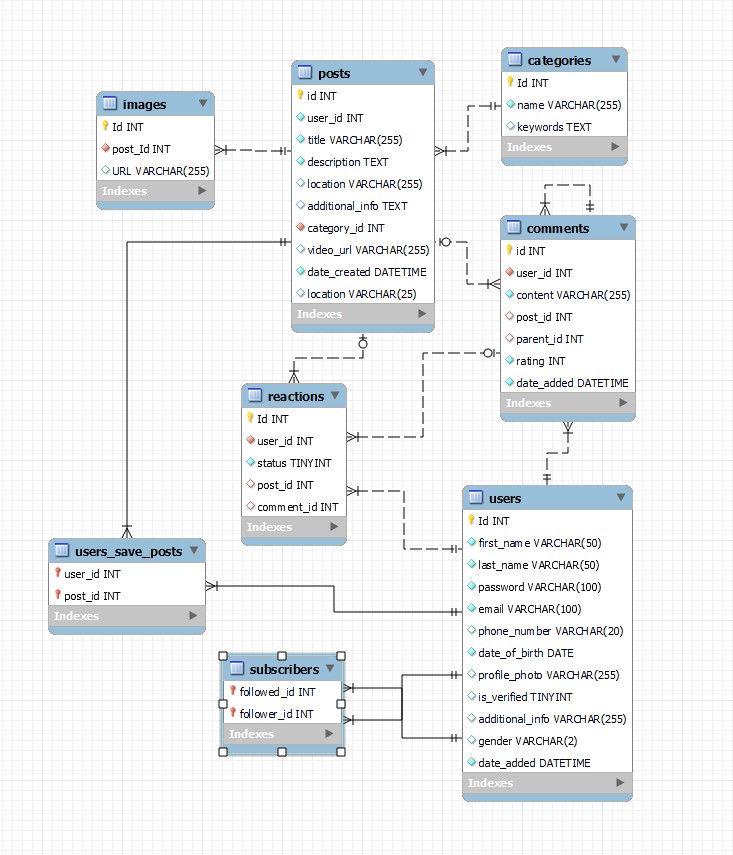 images
Id INT
post_Id INT
URL VARCHAR(255)
Indexes
posts
id INT
user_id INT
title VARCHAR(255)
description TEXT
location VARCHAR(255)
additional_info TEXT
category_id INT
video_url VARCHAR(255)
date_created DATETIME
location VARCHAR(25)
Indexes
categories
Id INT
name VARCHAR(255)
keywords TEXT
Indexes
comments
id INT
user_id INT
content VARCHAR(255)
post_id INT
parent_id INT
rating INT
date_added DATETIME
Indexes
reactions
Id INT
user_id INT
status TINYINT
post_id INT
comment_id INT
Indexes
users_save_posts
user_id INT
post_id INT
Indexes
users
Id INT
first_name VARCHAR(50)
last_name VARCHAR(50)
password VARCHAR(100)
email VARCHAR(100)
phone_number VARCHAR(20)
date_of_birth DATE
profile_photo VARCHAR(255)
is_verified TINYINT
additional_info VARCHAR(255)
gender VARCHAR(2)
date_added DATETIME
Indexes
subscribers
followed_id INT
follower_id INT
Indexes